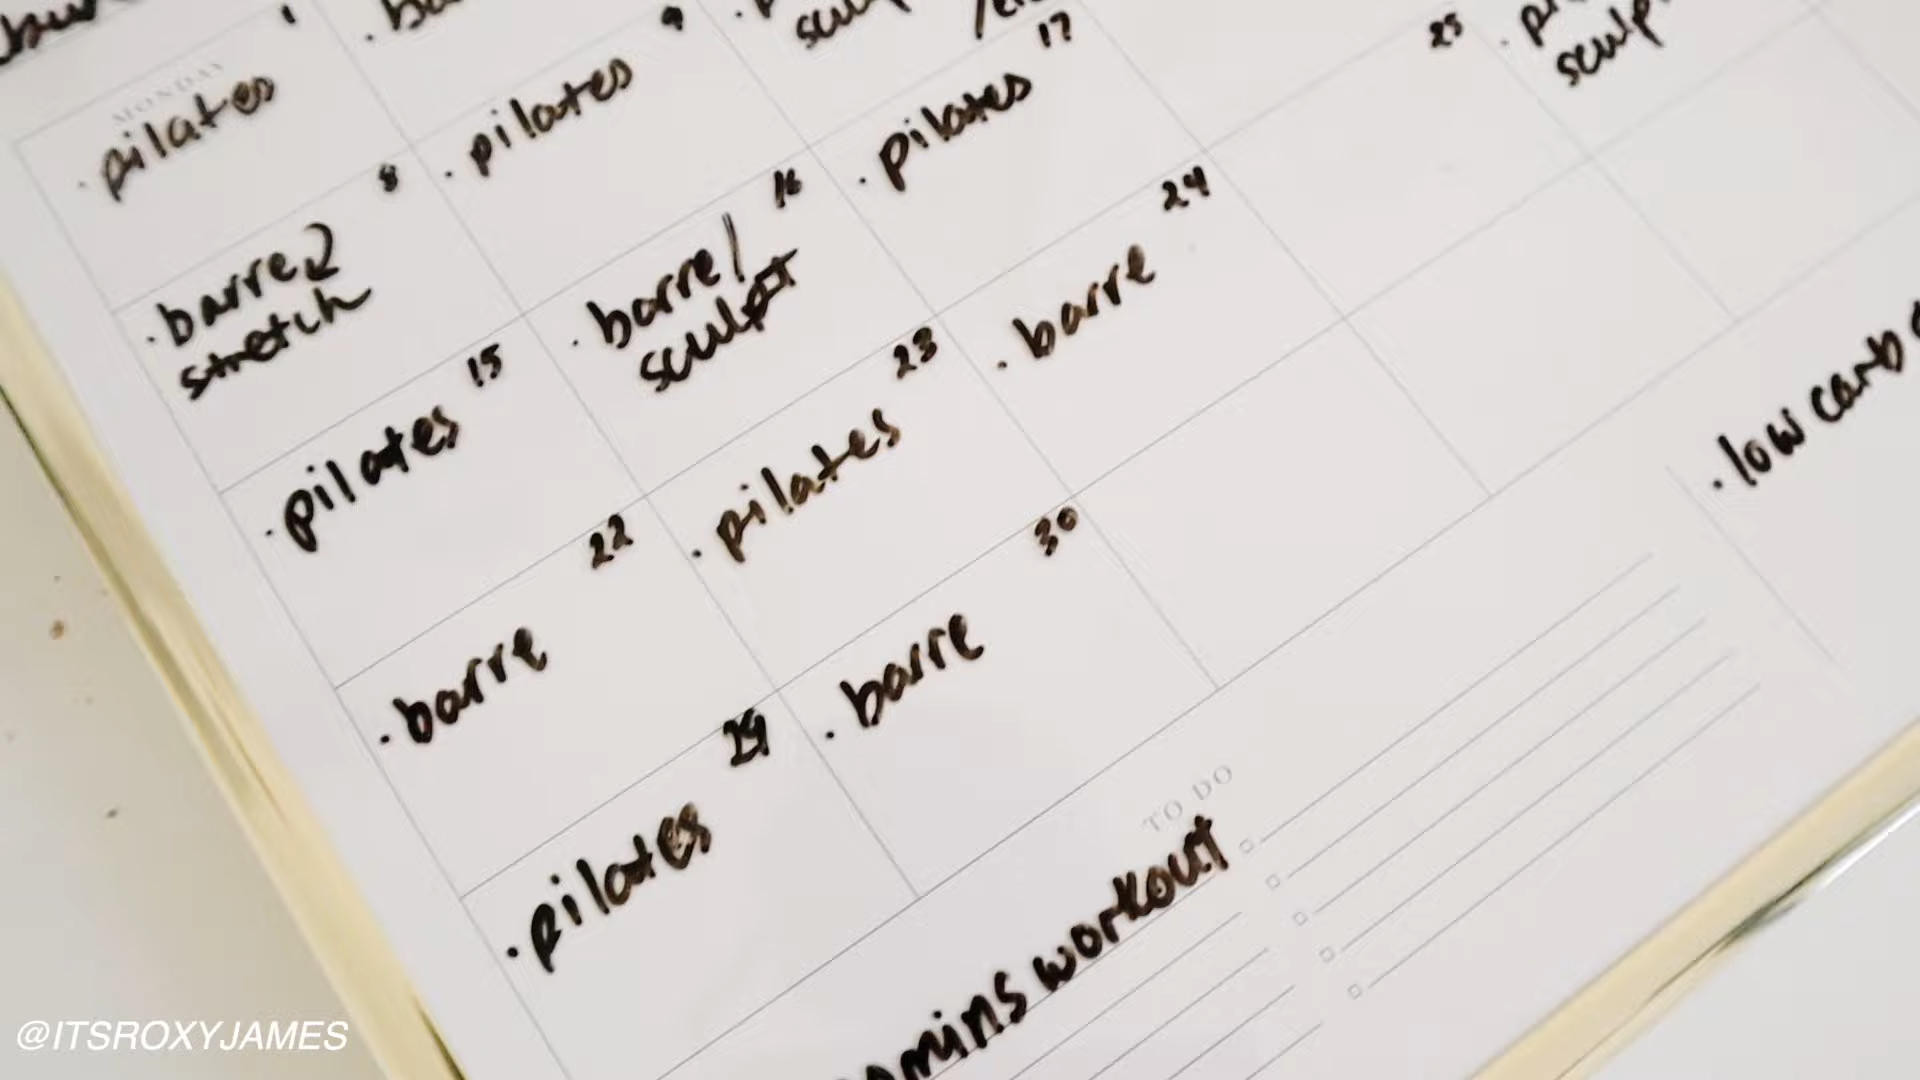 1
MONDAY
. pilates
9
. pilates
17
. pilates
25
8
. barre 2
stretch
16
. barre/
sculpt
24
. barre
15
. pilates
23
. pilates
22
. barre
30
. barre
29
. pilates
. low carb
TO DO
mins workout
@ITSROXYJAMES